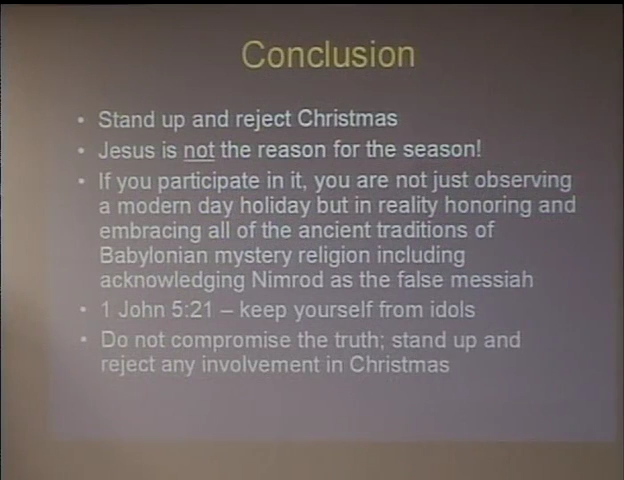 Conclusion
• Stand up and reject Christmas
• Jesus is not the reason for the season!
• If you participate in it, you are not just observing
a modern day holiday but in reality honoring and
embracing all of the ancient traditions of
Babylonian mystery religion including
acknowledging Nimrod as the false messiah
• 1 John 5:21 – keep yourself from idols
• Do not compromise the truth; stand up and
reject any involvement in Christmas